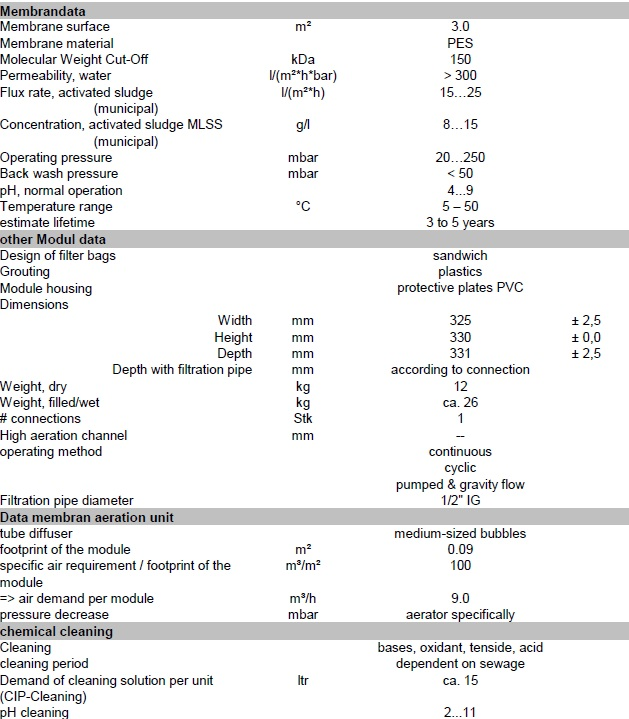 Membrandata
Membrane surface m² 3.0
Membrane material PES
Molecular Weight Cut-Off kDa 150
Permeability, water l/(m²*h*bar) > 300
Flux rate, activated sludge l/(m²*h) 15…25
(municipal)
Concentration, activated sludge MLSS g/l 8…15
(municipal)
Operating pressure mbar 20…250
Back wash pressure mbar < 50
pH, normal operation 4...9
Temperature range °C 5 – 50
estimate lifetime 3 to 5 years
other Modul data
Design of filter bags sandwich
Grouting plastics
Module housing protective plates PVC
Dimensions
Width mm 325 ± 2,5
Height mm 330 ± 0,0
Depth mm 331 ± 2,5
Depth with filtration pipe mm according to connection
Weight, dry kg 12
Weight, filled/wet kg ca. 26
# connections Stk 1
High aeration channel mm --
operating method continuous
cyclic
pumped & gravity flow
Filtration pipe diameter 1/2" IG
Data membran aeration unit
tube diffuser medium-sized bubbles
footprint of the module m² 0.09
specific air requirement / footprint of the m³/m² 100
module
=> air demand per module m³/h 9.0
pressure decrease mbar aerator specifically
chemical cleaning
Cleaning bases, oxidant, tenside, acid
cleaning period dependent on sewage
Demand of cleaning solution per unit ltr ca. 15
(CIP-Cleaning)
pH cleaning 2...11